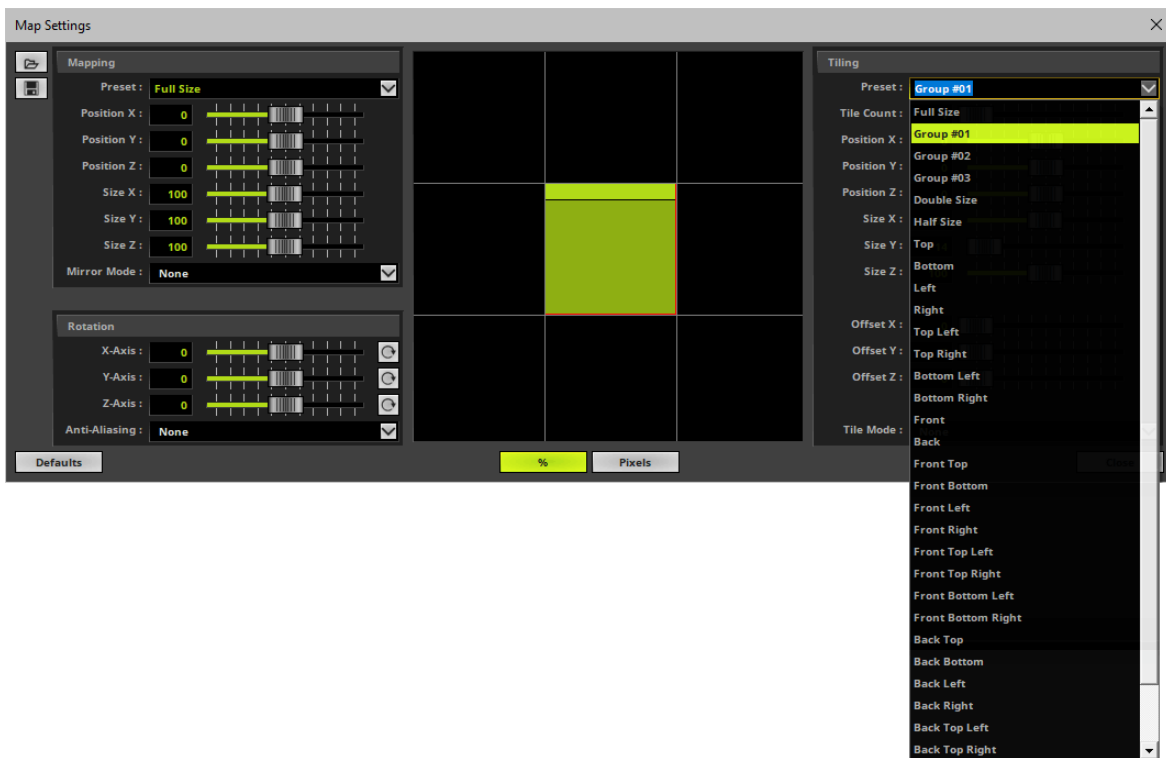 Map Settings
Mapping
Preset : Full Size
Position X : 0
Position Y : 0
Position Z : 0
Size X : 100
Size Y : 100
Size Z : 100
Mirror Mode : None
Rotation
X-Axis : 0
Y-Axis : 0
Z-Axis : 0
Anti-Aliasing : None
Defaults
%
Pixels
Tiling
Preset : Group #01
Tile Count :
Position X :
Position Y :
Position Z :
Size X :
Size Y :
Size Z :
Offset X :
Offset Y :
Offset Z :
Tile Mode :
Full Size
Group #01
Group #02
Group #03
Double Size
Half Size
Top
Bottom
Left
Right
Top Left
Top Right
Bottom Left
Bottom Right
Front
Back
Front Top
Front Bottom
Front Left
Front Right
Front Top Left
Front Top Right
Front Bottom Left
Front Bottom Right
Back Top
Back Bottom
Back Left
Back Right
Back Top Left
Back Top Right